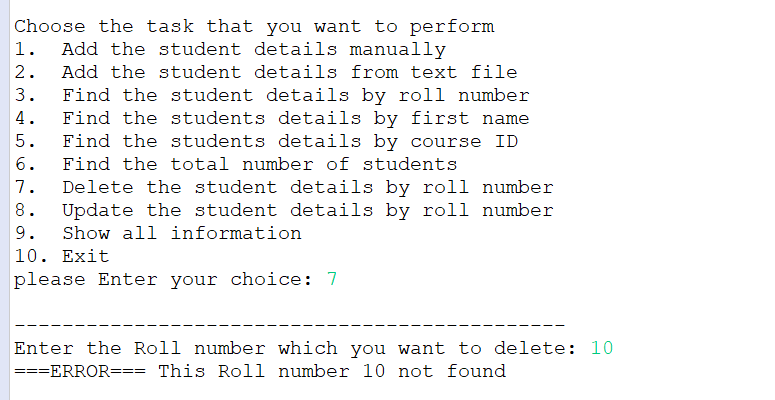 Choose the task that you want to perform
1.  Add the student details manually
2.  Add the student details from text file
3.  Find the student details by roll number
4.  Find the students details by first name
5.  Find the students details by course ID
6.  Find the total number of students
7.  Delete the student details by roll number
8.  Update the student details by roll number
9.  Show all information
10. Exit
please Enter your choice: 7
----------------------------------------------
Enter the Roll number which you want to delete: 10
===ERROR=== This Roll number 10 not found